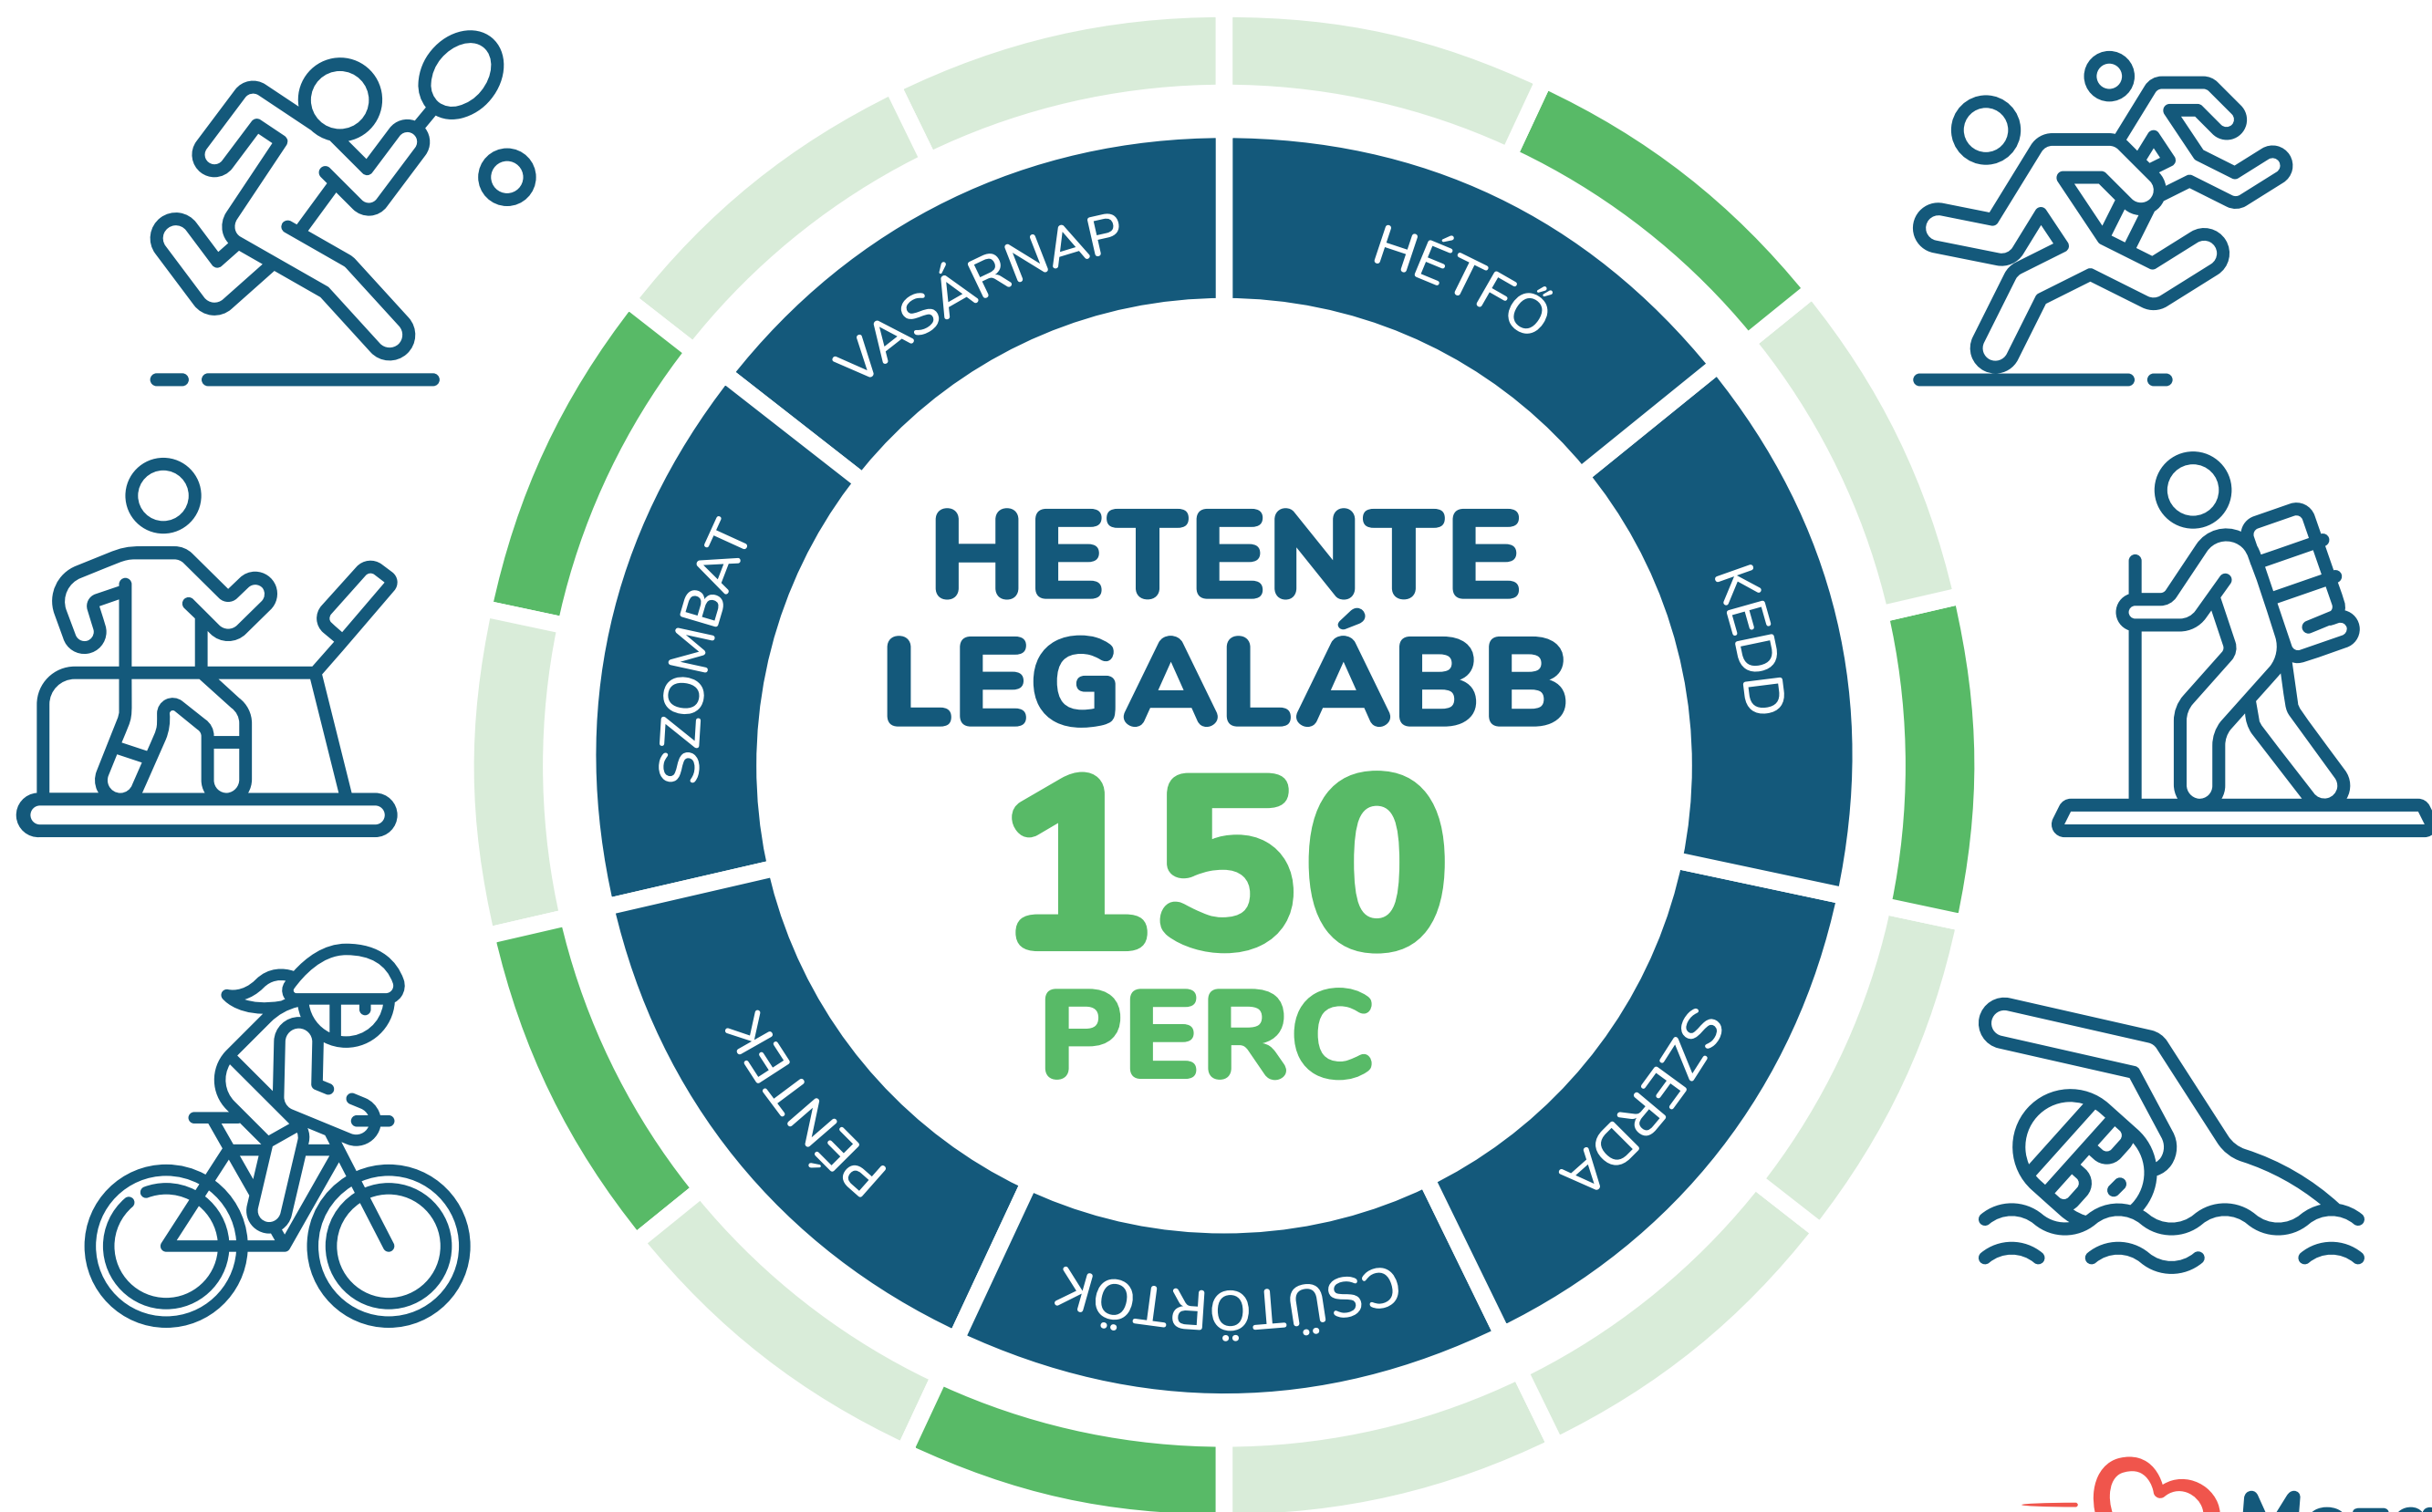 HÉTFŐ
KEDD
SZERDA
CSÜTÖRTÖK
PÉNTEK
SZOMBAT
VASÁRNAP
HETENTE
LEGALÁBB
150
PERC